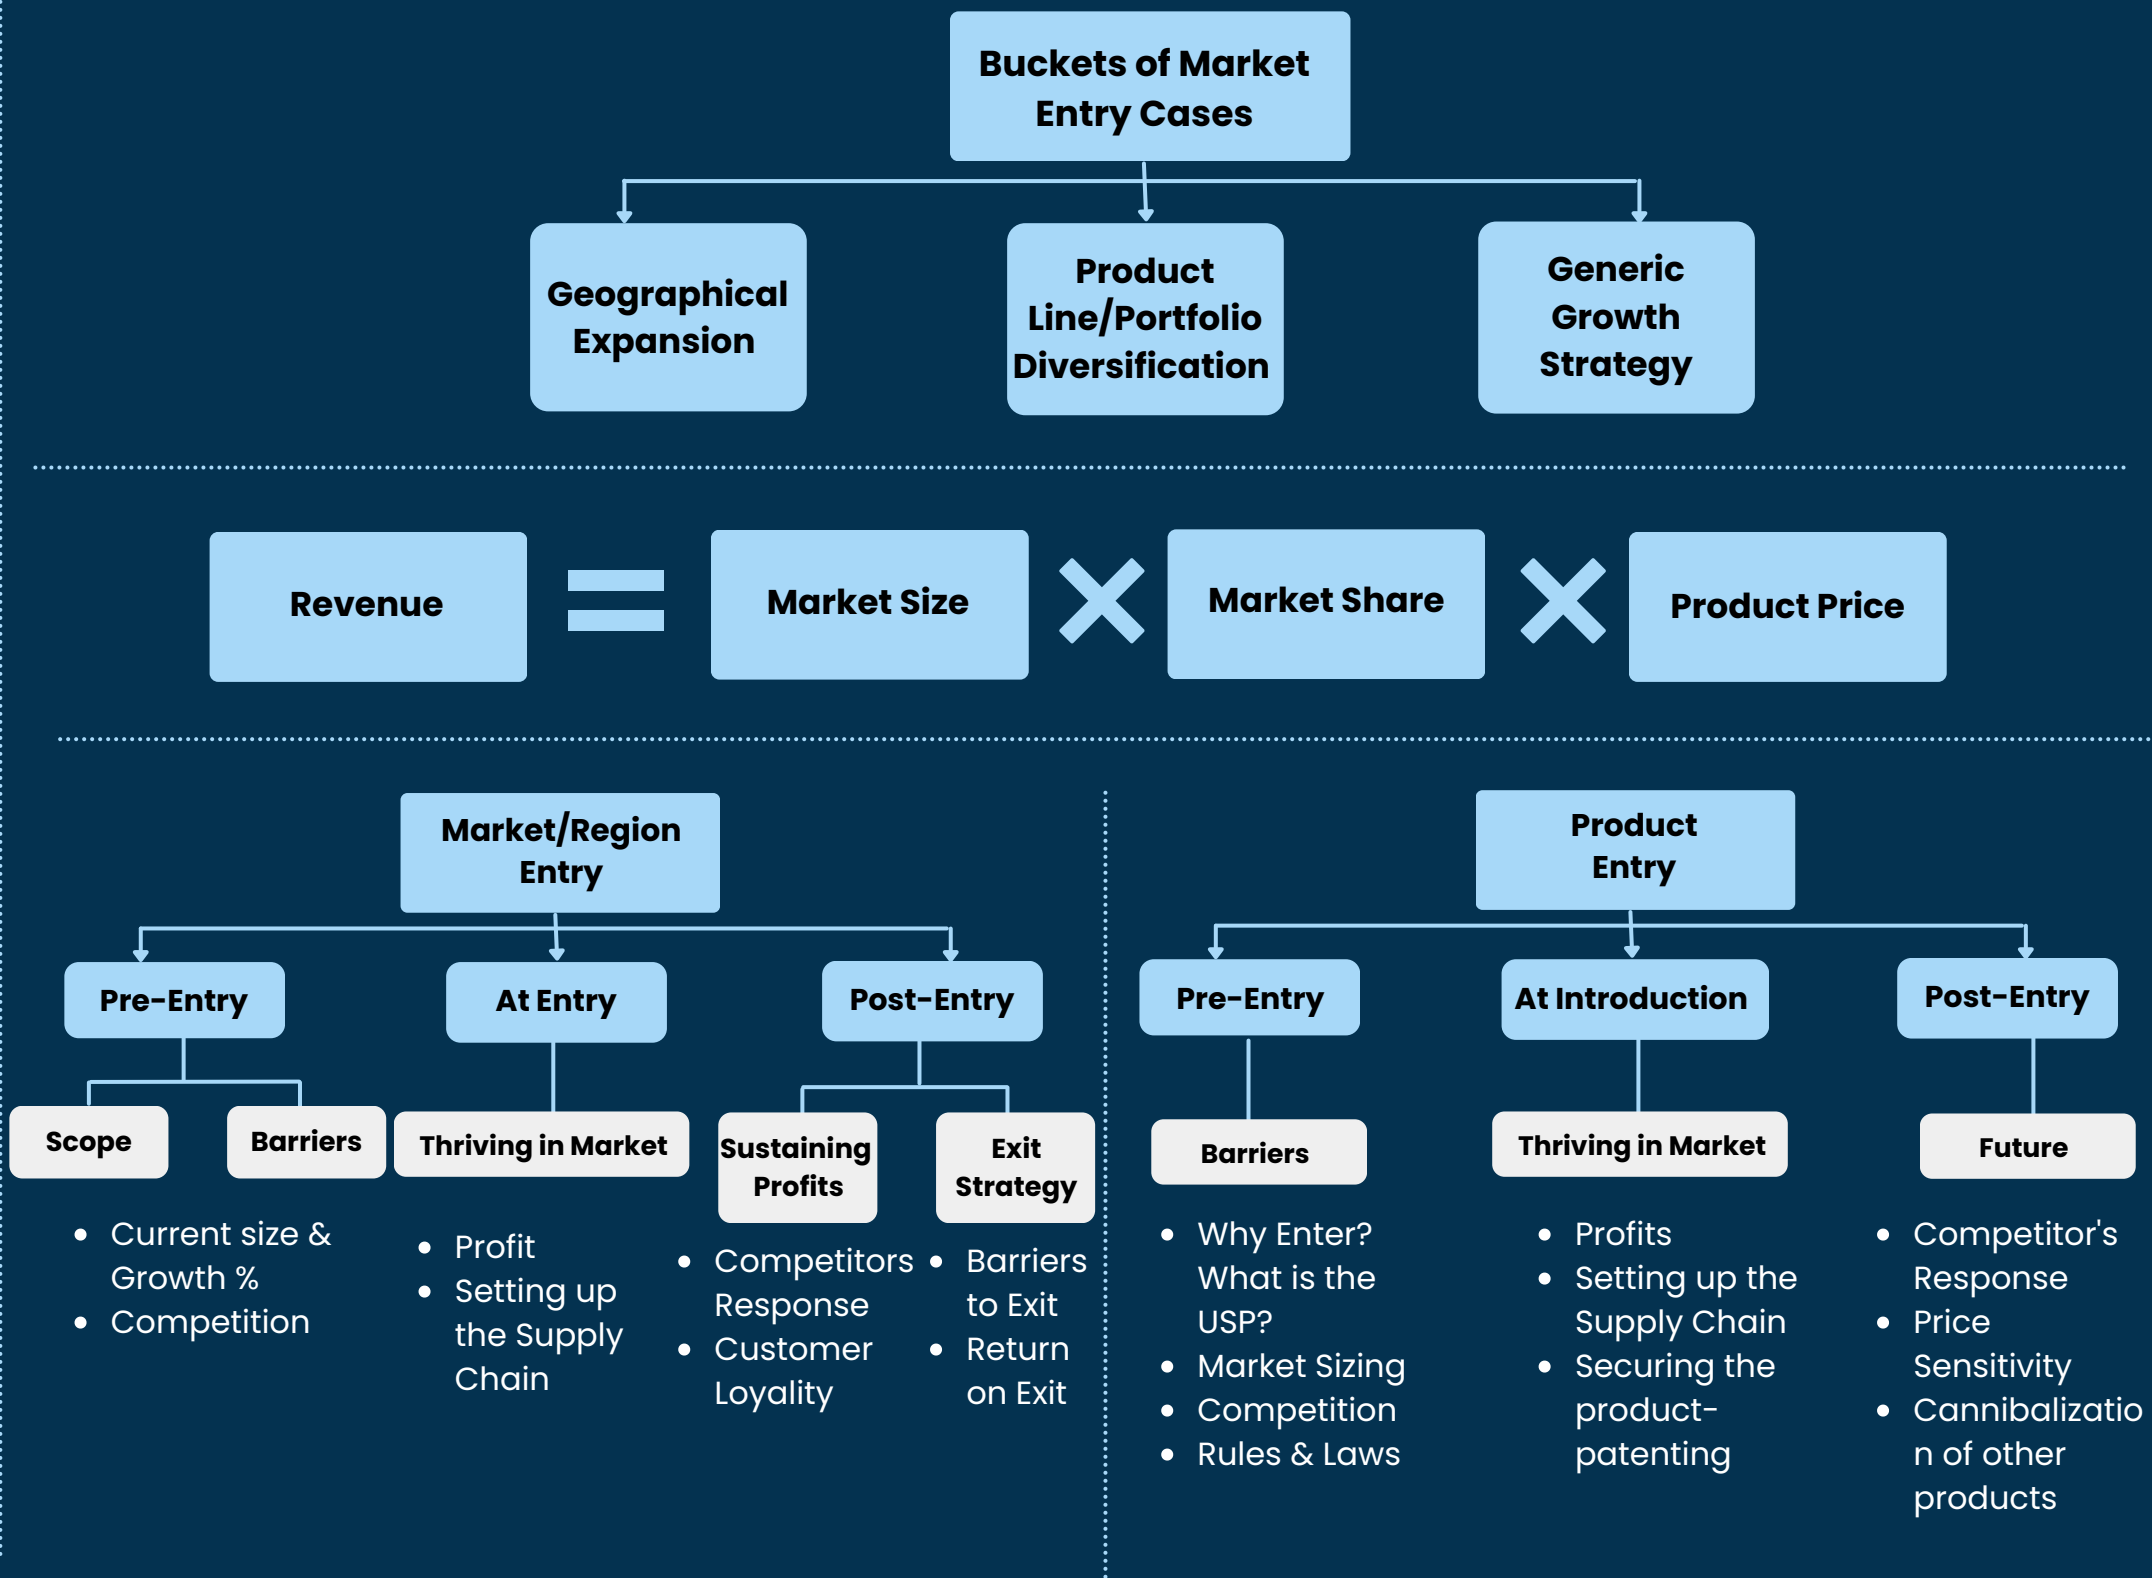 Buckets of Market
Entry Cases
Geographical
Expansion
Product
Line/Portfolio
Diversification
Generic
Growth
Strategy
Revenue
=
Market Size
×
Market Share
×
Product Price
Market/Region
Entry
Pre-Entry
At Entry
Post-Entry
Scope
Barriers
Thriving in Market
Sustaining
Profits
Exit
Strategy
• Current size &
Growth %
• Competition
• Profit
• Setting up
the Supply
Chain
• Competitors
Response
• Customer
Loyality
• Barriers
to Exit
• Return
on Exit
Product
Entry
Pre-Entry
At Introduction
Post-Entry
Barriers
Thriving in Market
Future
• Why Enter?
What is the
USP?
• Market Sizing
• Competition
• Rules & Laws
• Profits
• Setting up the
Supply Chain
• Securing the
product-
patenting
• Competitor's
Response
• Price
Sensitivity
• Cannibalizatio
n of other
products